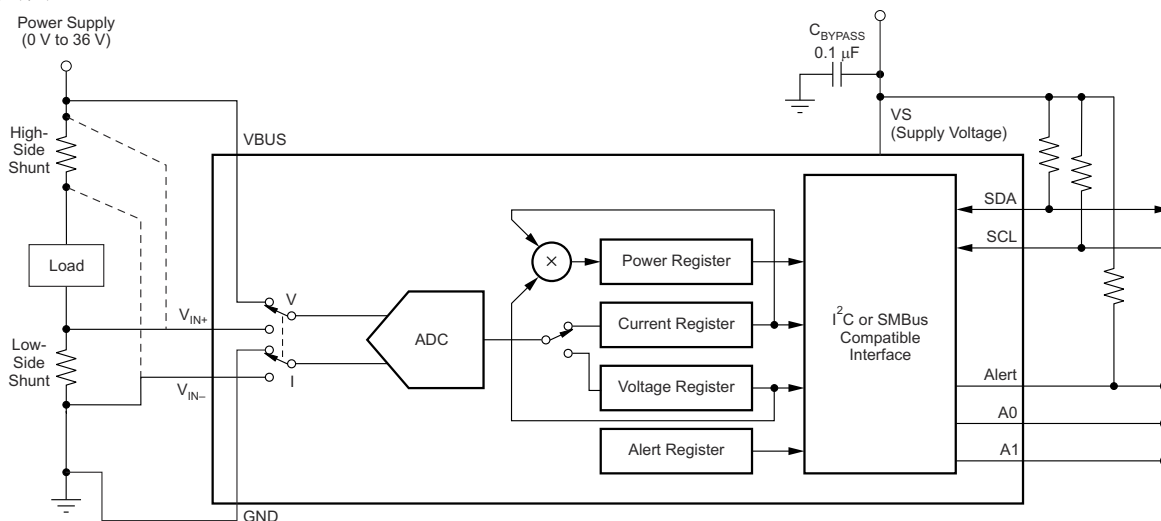 Power Supply
(0 V to 36 V)
C_BYPASS
0.1 µF
High-
Side
Shunt
VBUS
VS
(Supply Voltage)
SDA
SCL
×
Power Register
Load
V
V_IN+
ADC
Current Register
I²C or SMBus
Compatible
Interface
Low-
Side
Shunt
V_IN–
I
Voltage Register
Alert
A0
Alert Register
A1
GND